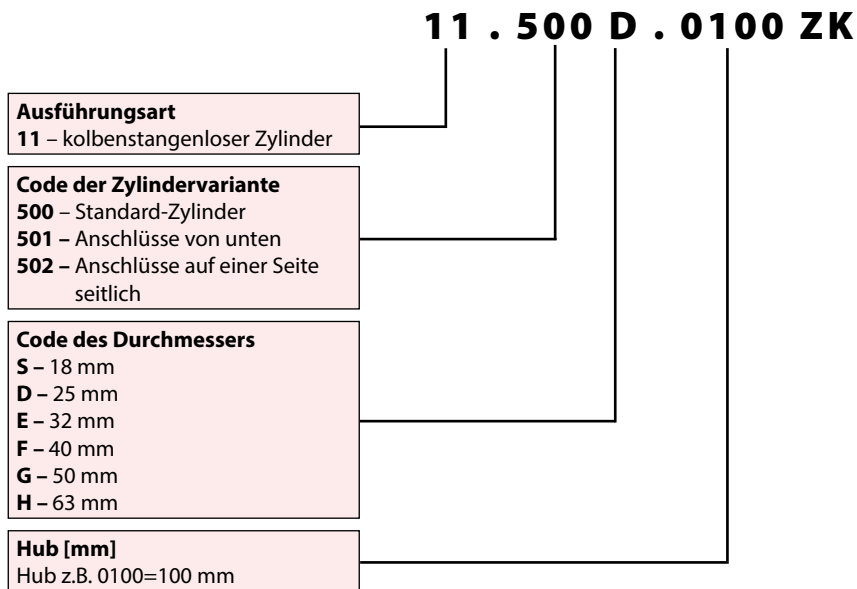 11 . 500 D . 0100 ZK
Ausführungsart
11 – kolbenstangenloser Zylinder
Code der Zylindervariante
500 – Standard-Zylinder
501 – Anschlüsse von unten
502 – Anschlüsse auf einer Seite
seitlich
Code des Durchmessers
S – 18 mm
D – 25 mm
E – 32 mm
F – 40 mm
G – 50 mm
H – 63 mm
Hub [mm]
Hub z.B. 0100=100 mm